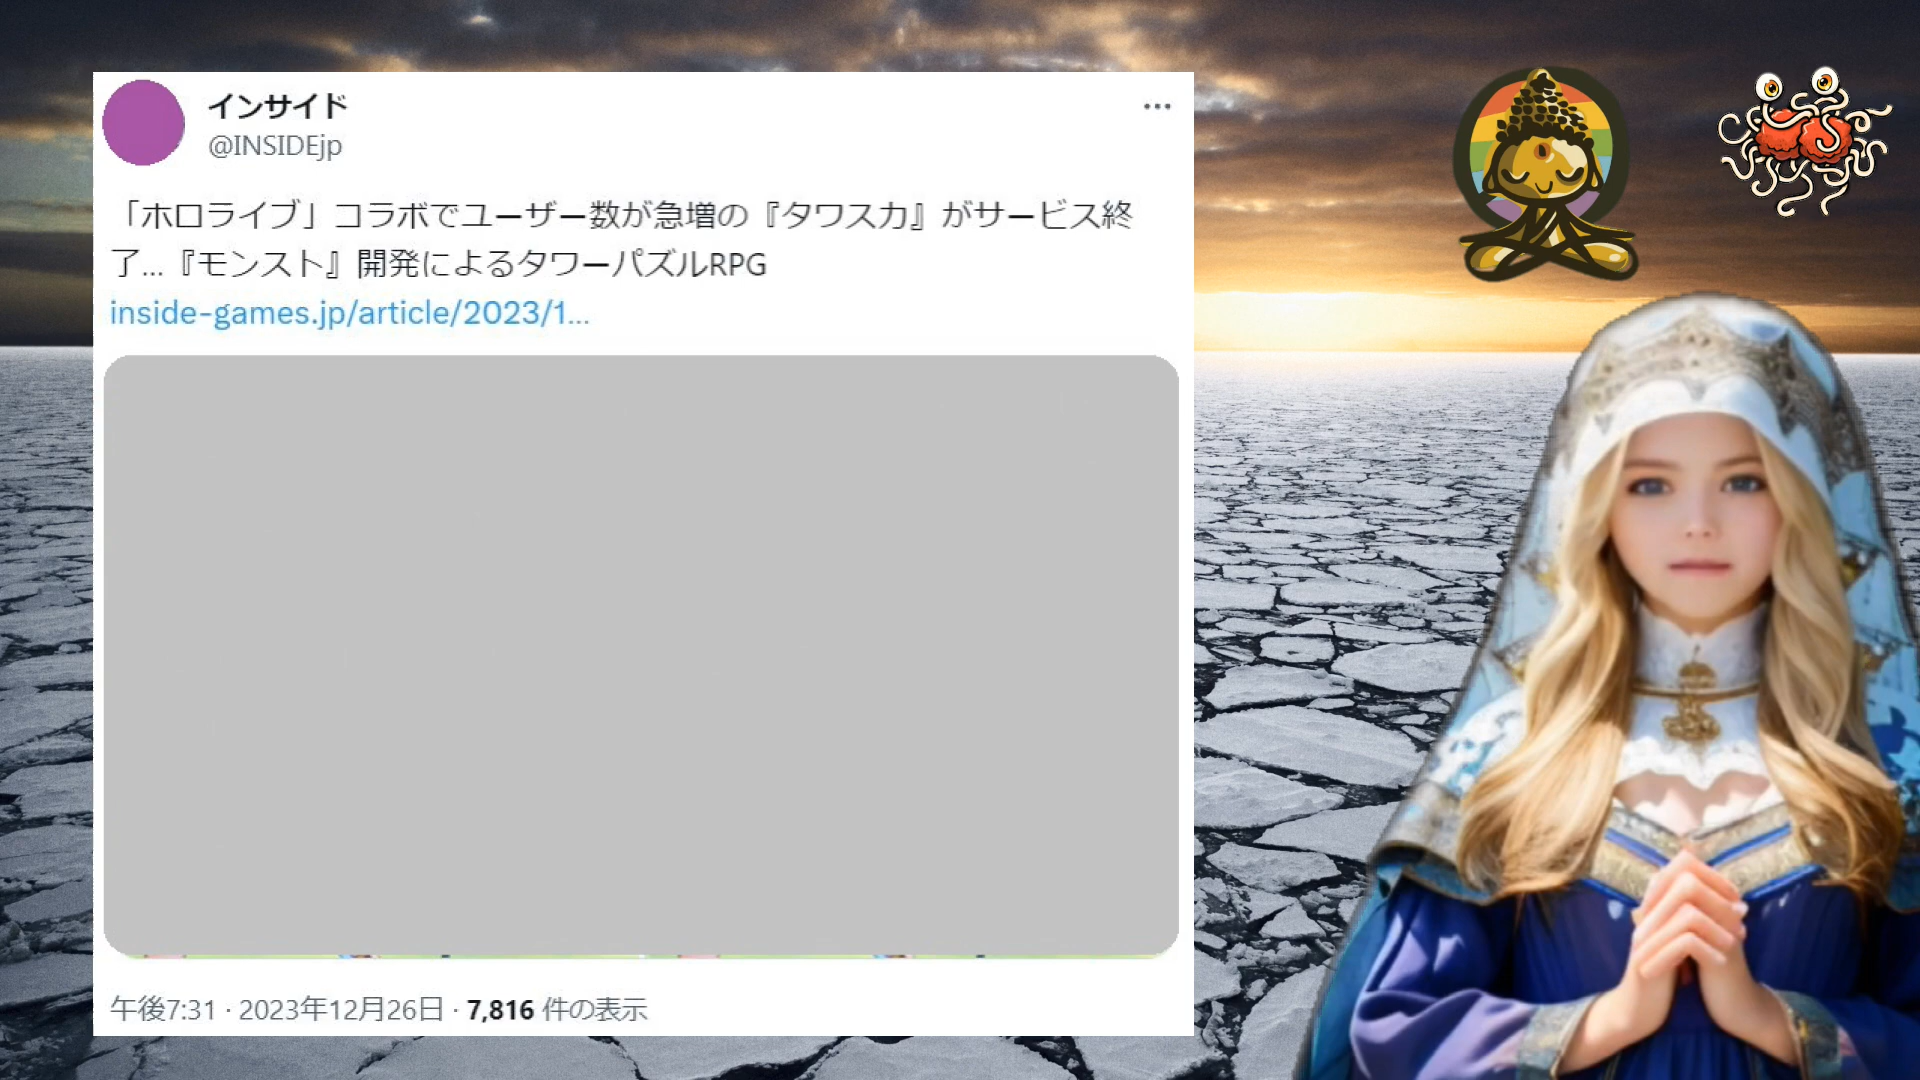 インサイド
@INSIDEjp
「ホロライブ」コラボでユーザー数が急増の『タワスカ』がサービス終
了…『モンスト』開発によるタワーパズルRPG
inside-games.jp/article/2023/1…
午後7:31 · 2023年12月26日 · 7,816 件の表示